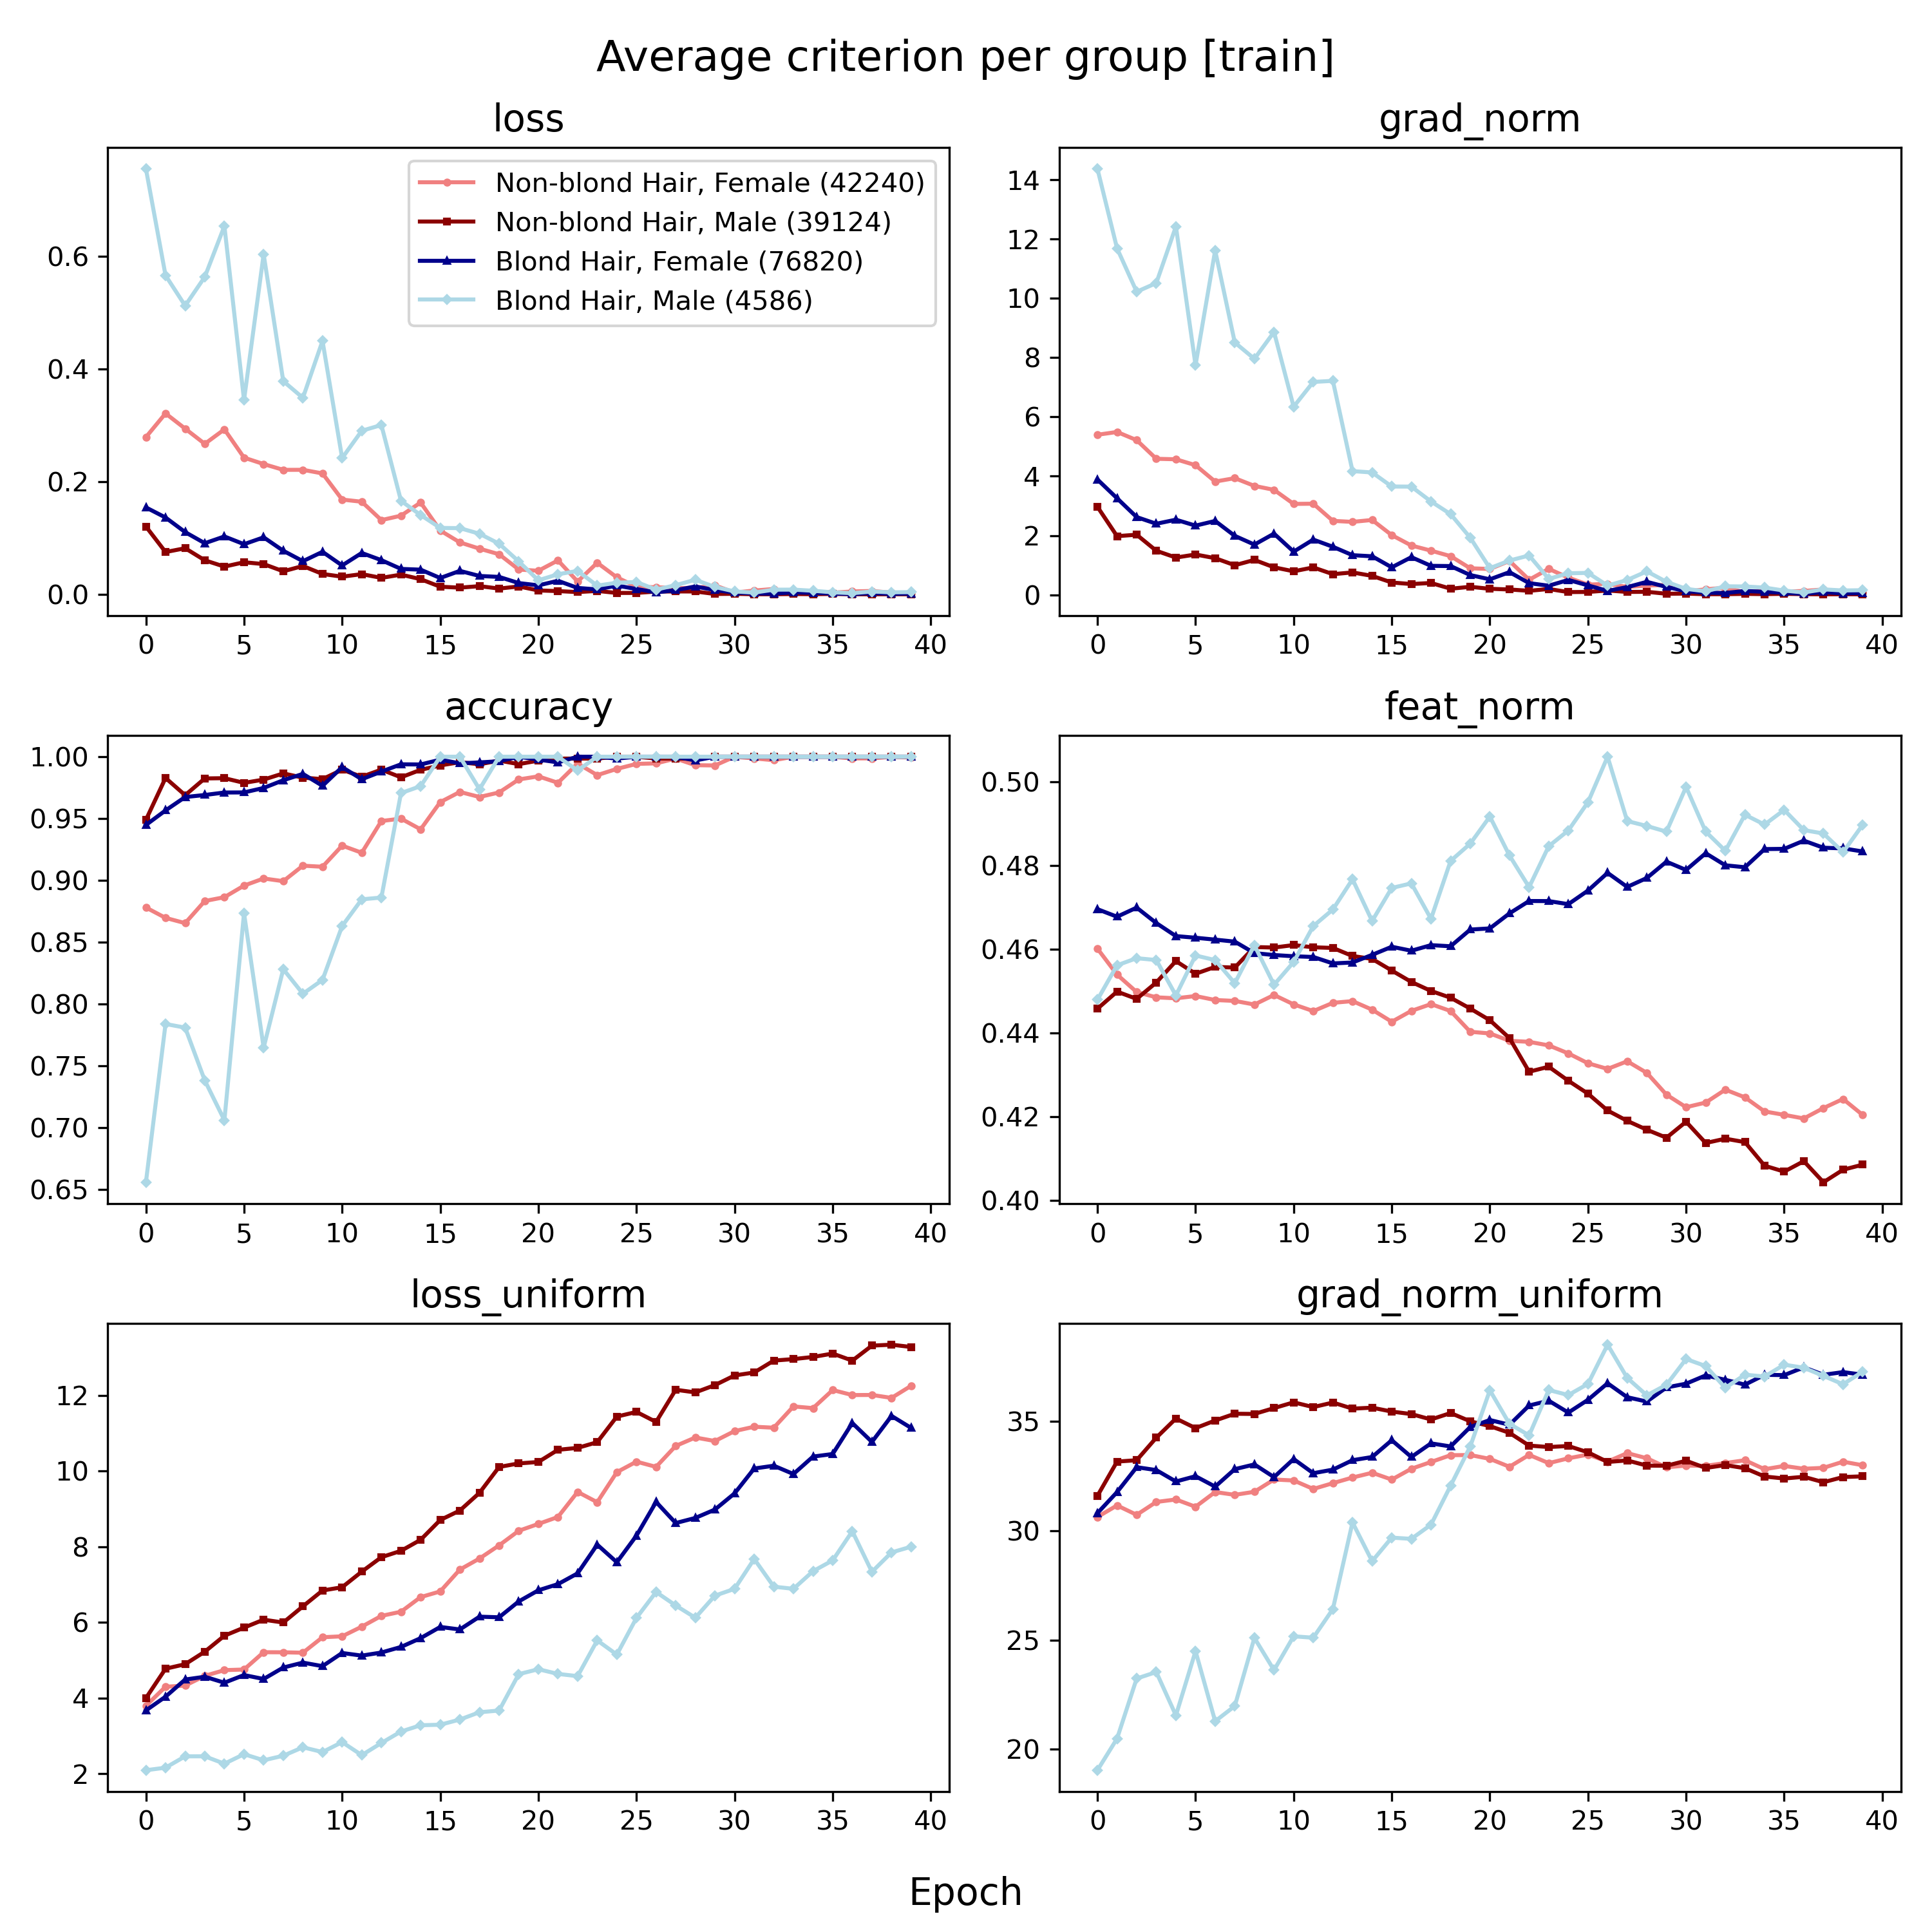 Average criterion per group [train]
loss
0.6
0.4
0.2
0.0
Non-blond Hair, Female (42240)
Non-blond Hair, Male (39124)
Blond Hair, Female (76820)
Blond Hair, Male (4586)
0 5 10 15 20 25 30 35 40
grad_norm
14
12
10
8
6
4
2
0
0 5 10 15 20 25 30 35 40
accuracy
1.00
0.95
0.90
0.85
0.80
0.75
0.70
0.65
0 5 10 15 20 25 30 35 40
feat_norm
0.50
0.48
0.46
0.44
0.42
0.40
0 5 10 15 20 25 30 35 40
loss_uniform
12
10
8
6
4
2
0 5 10 15 20 25 30 35 40
grad_norm_uniform
35
30
25
20
0 5 10 15 20 25 30 35 40
Epoch